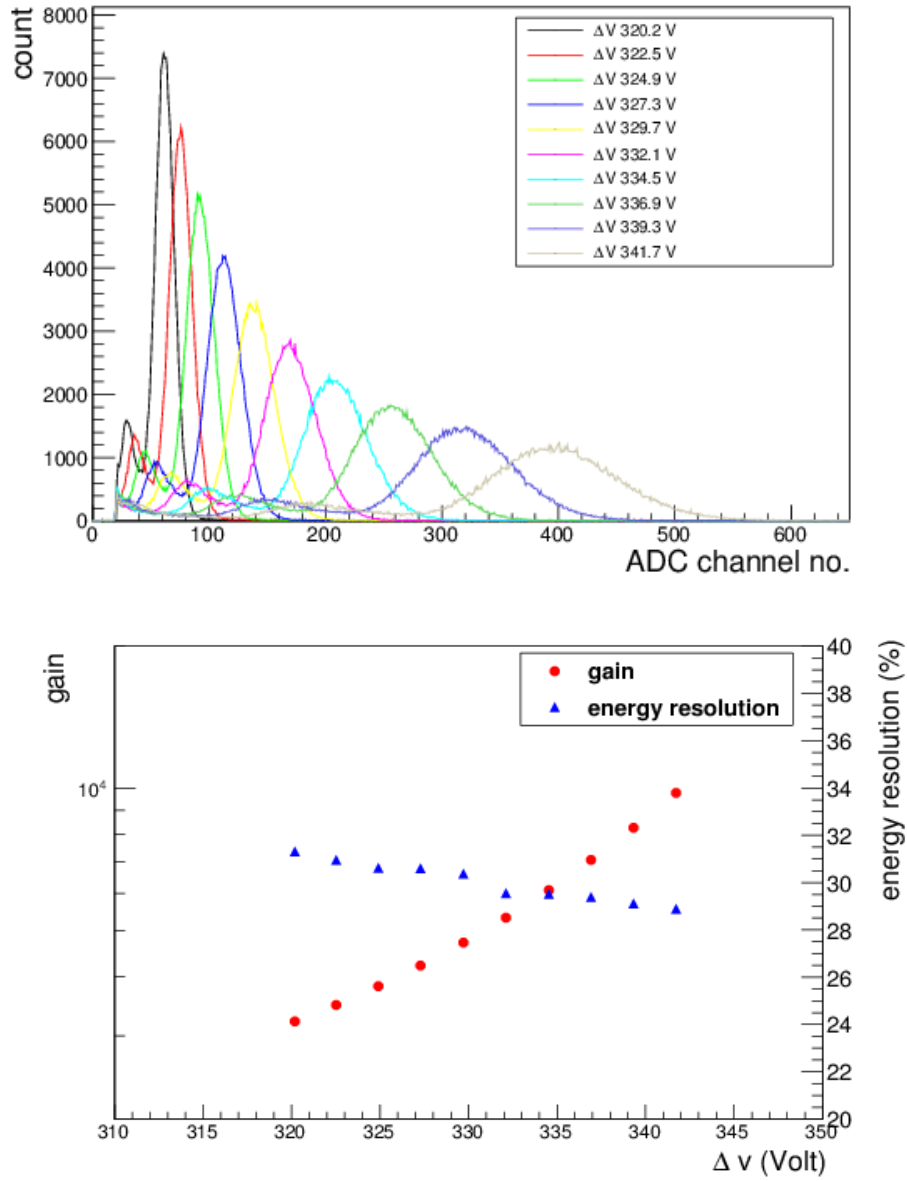 count
8000
7000
6000
5000
4000
3000
2000
1000
0
0 100 200 300 400 500 600
ADC channel no.
ΔV 320.2 V
ΔV 322.5 V
ΔV 324.9 V
ΔV 327.3 V
ΔV 329.7 V
ΔV 332.1 V
ΔV 334.5 V
ΔV 336.9 V
ΔV 339.3 V
ΔV 341.7 V
gain
10⁴
gain
energy resolution
energy resolution (%)
40
38
36
34
32
30
28
26
24
22
20
310 315 320 325 330 335 340 345 350
Δ v (Volt)